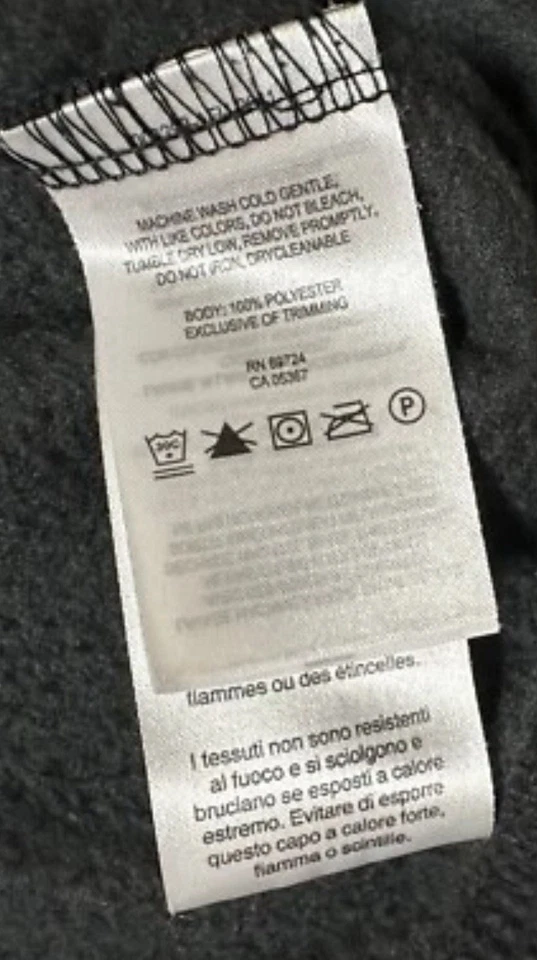 MACHINE WASH COLD GENTLE,
WITH LIKE COLORS, DO NOT BLEACH,
TUMBLE DRY LOW, REMOVE PROMPTLY,
DO NOT IRON, DRYCLEANABLE
BODY: 100% POLYESTER
EXCLUSIVE OF TRIMMING
RN 69724
CA 05367
30C
P
flammes ou des étincelles.
I tessuti non sono resistenti
al fuoco e si sciolgono e
bruciano se esposti a calore
estremo. Evitare di esporre
questo capo a calore forte,
fiamma o scintille.